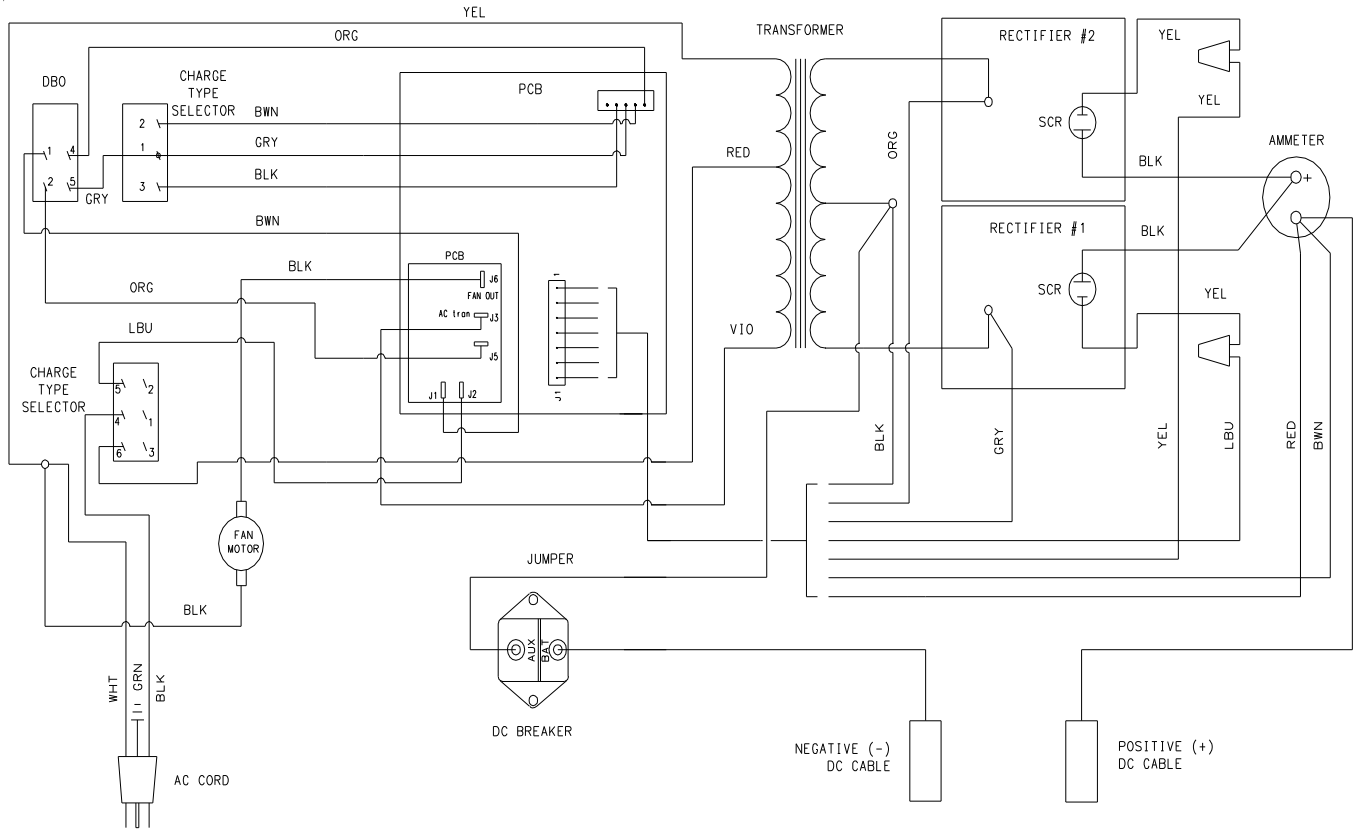 YEL
ORG
TRANSFORMER
RECTIFIER #2
YEL
DBO
CHARGE
TYPE
SELECTOR
PCB
BWN
GRY
BLK
2
1
3
1
4
2
5
GRY
BWN
RED
ORG
SCR
YEL
BLK
AMMETER
+
RECTIFIER #1
BLK
SCR
YEL
PCB
BLK
J6
FAN OUT
AC tran
J3
J5
J1
J2
1
J1
ORG
LBU
VIO
CHARGE
TYPE
SELECTOR
5
2
4
1
6
3
BLK
GRY
YEL
LBU
RED
BWN
FAN
MOTOR
JUMPER
BLK
AUX
BAT
WHT
GRN
BLK
DC BREAKER
NEGATIVE (-)
DC CABLE
POSITIVE (+)
DC CABLE
AC CORD